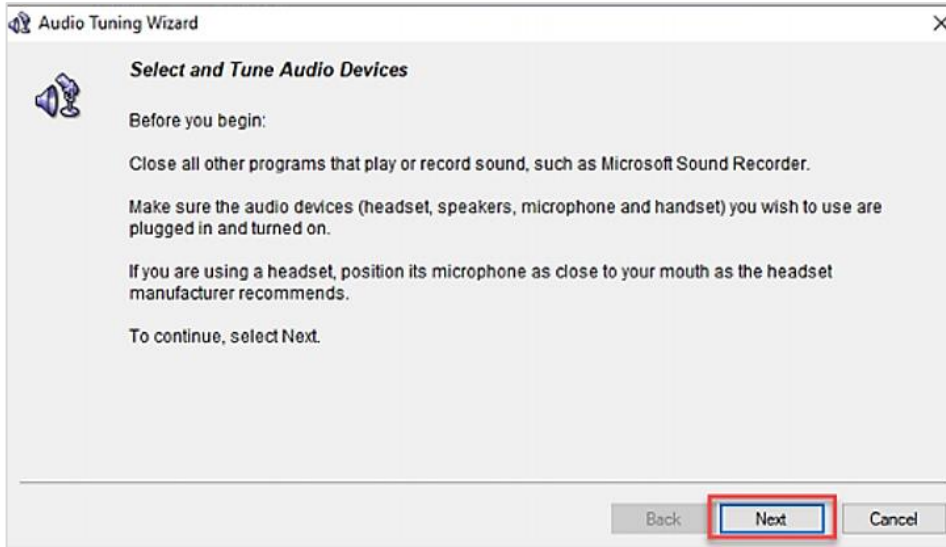 Audio Tuning Wizard
Select and Tune Audio Devices
Before you begin:
Close all other programs that play or record sound, such as Microsoft Sound Recorder.
Make sure the audio devices (headset, speakers, microphone and handset) you wish to use are
plugged in and turned on.
If you are using a headset, position its microphone as close to your mouth as the headset
manufacturer recommends.
To continue, select Next.
Back Next Cancel